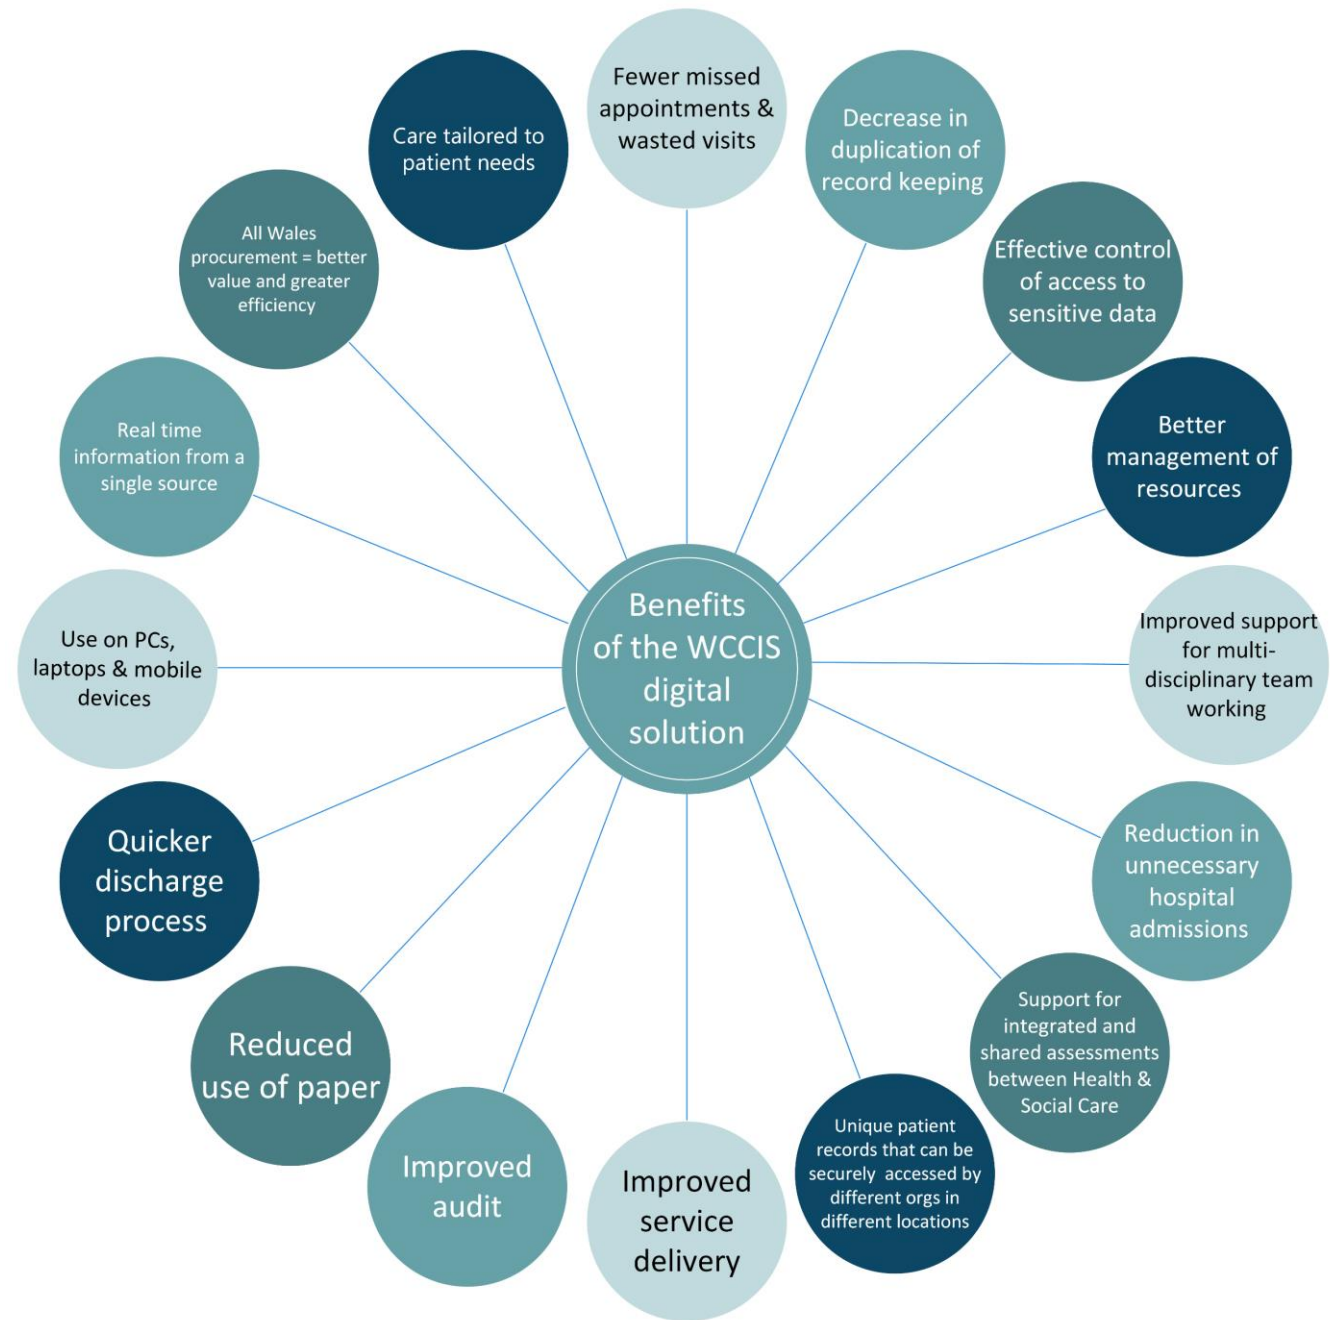 Benefits
of the WCCIS
digital
solution
Fewer missed
appointments &
wasted visits
Decrease in
duplication of
record keeping
Effective control
of access to
sensitive data
Better
management of
resources
Improved support
for multi-
disciplinary team
working
Reduction in
unnecessary
hospital
admissions
Support for
integrated and
shared assessments
between Health &
Social Care
Unique patient
records that can be
securely accessed by
different orgs in
different locations
Improved
service
delivery
Improved
audit
Reduced
use of paper
Quicker
discharge
process
Use on PCs,
laptops & mobile
devices
Real time
information from a
single source
All Wales
procurement = better
value and greater
efficiency
Care tailored to
patient needs